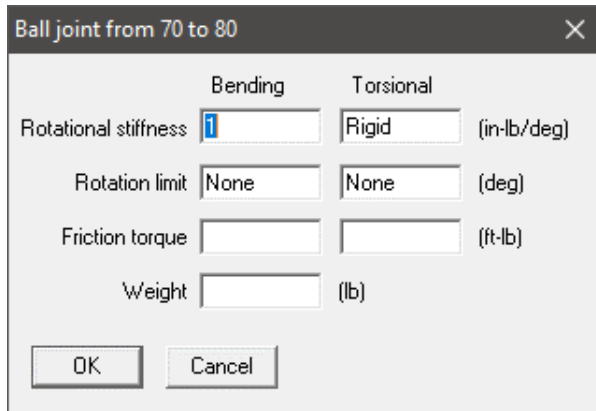 Ball joint from 70 to 80
Bending Torsional
Rotational stiffness 1 Rigid (in-lb/deg)
Rotation limit None None (deg)
Friction torque (ft-lb)
Weight (lb)
OK Cancel